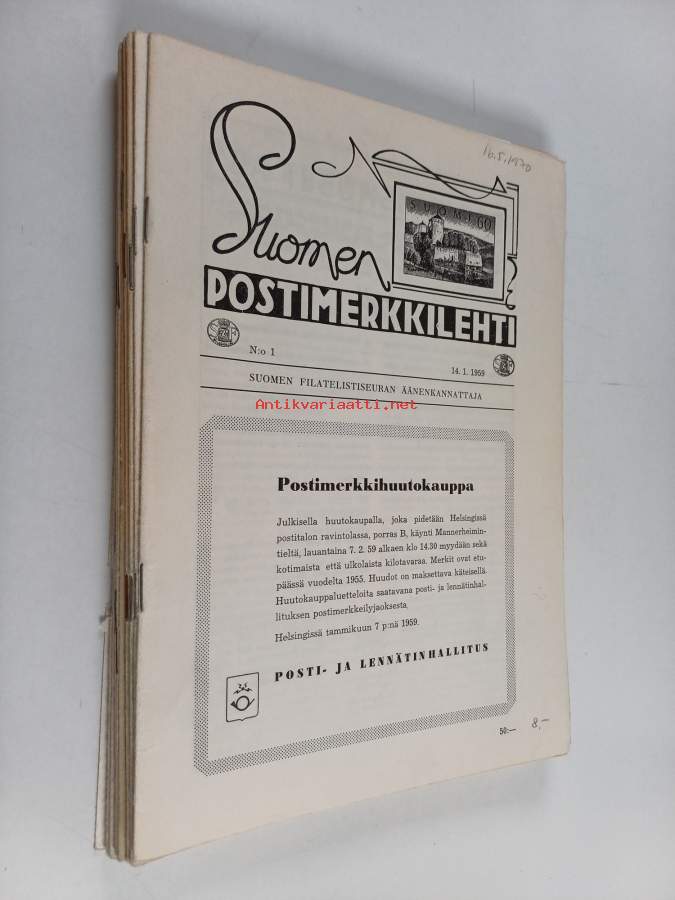 16.5.1970
SUOMI 60
Suomen
POSTIMERKKILEHTI
N:o 1
14. 1. 1959
SUOMEN FILATELISTISEURAN ÄÄNENKANNATTAJA
Antikvariaatti.net
Postimerkkihuutokauppa
Julkisella huutokaupalla, joka pidetään Helsingissä
postitalon ravintolassa, porras B, käynti Mannerheimin-
tieltä, lauantaina 7. 2. 59 alkaen klo 14.30 myydään sekä
kotimaista että ulkolaista kilotavaraa. Merkit ovat etu-
päässä vuodelta 1955. Huudot on maksettava käteisellä.
Huutokauppaluetteloita saatavana posti- ja lennätinhal-
lituksen postimerkkeilyjaoksesta.
Helsingissä tammikuun 7 p:nä 1959.
POSTI- JA LENNÄTINHALLITUS
50:—
8,-